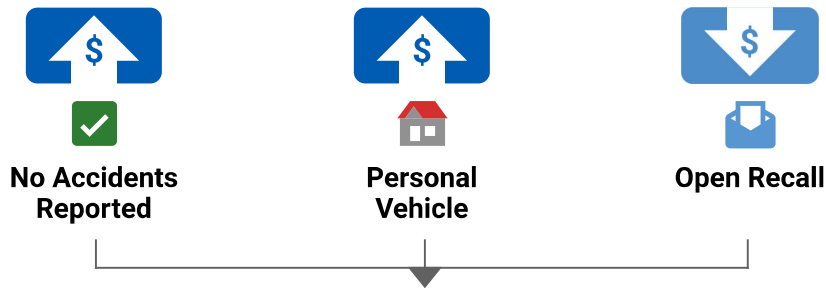 $
$
$
No Accidents
Reported
Personal
Vehicle
Open Recall